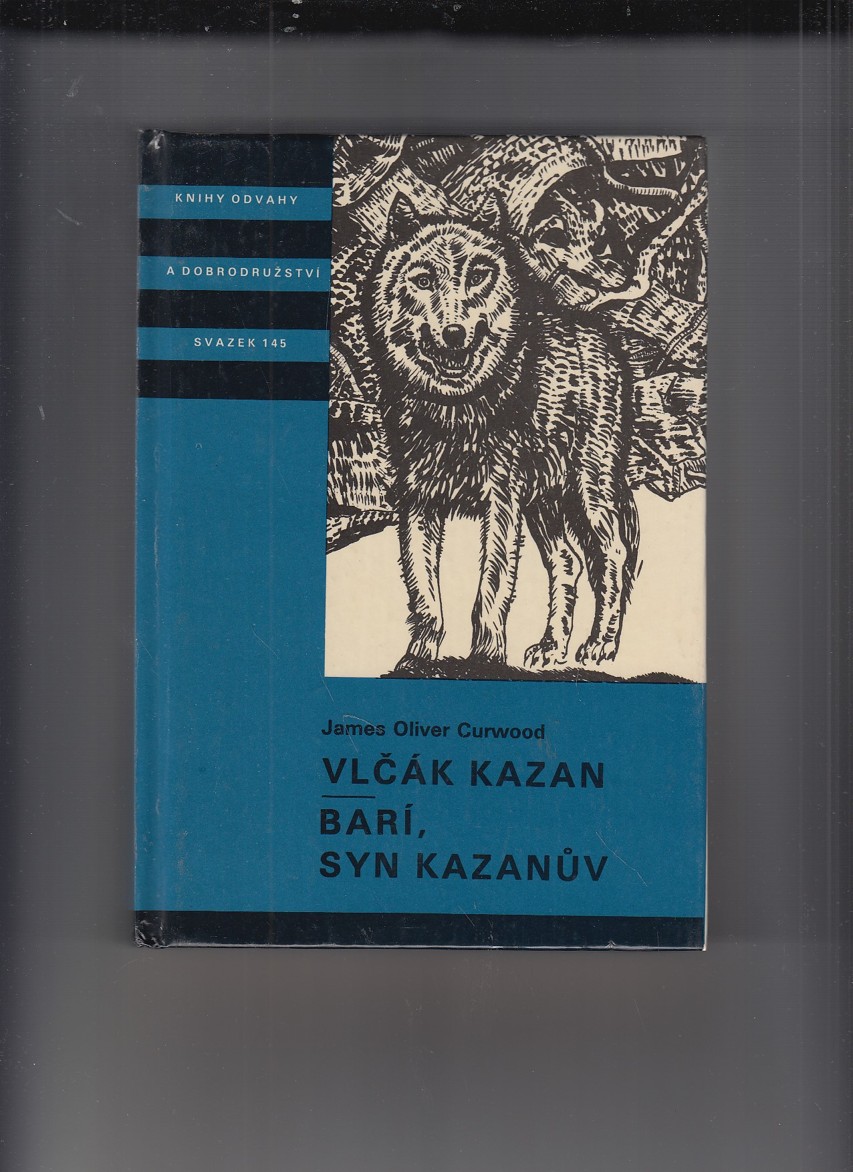 KNIHY ODVAHY
A DOBRODRUŽSTVÍ
SVAZEK 145
James Oliver Curwood
VLČÁK KAZAN
BARÍ,
SYN KAZANŮV